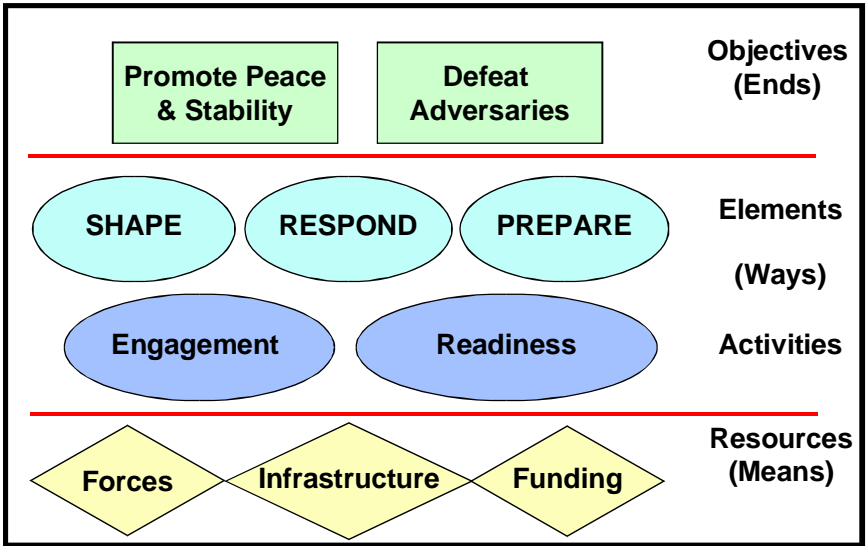 Promote Peace
& Stability
Defeat
Adversaries
Objectives
(Ends)
SHAPE
RESPOND
PREPARE
Elements
(Ways)
Engagement
Readiness
Activities
Forces
Infrastructure
Funding
Resources
(Means)